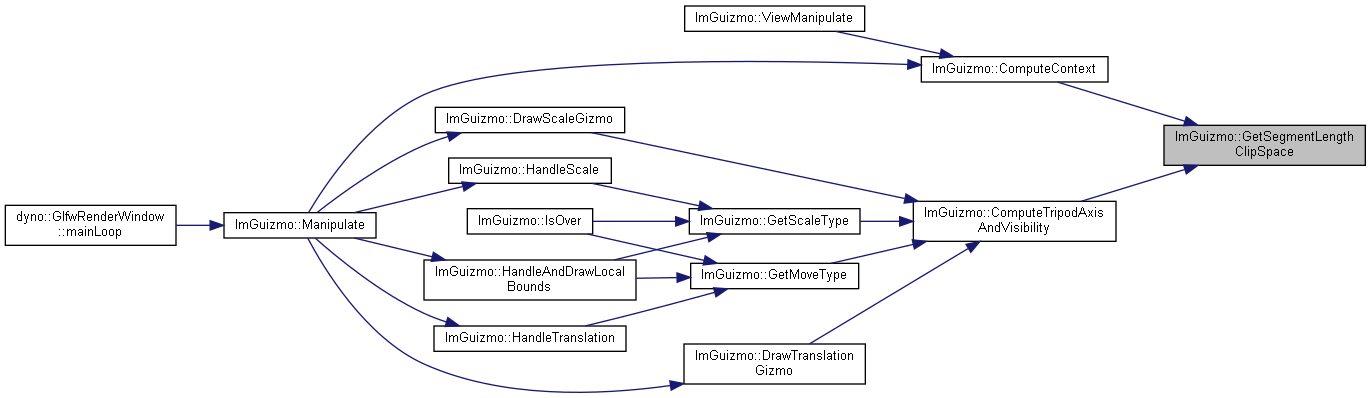 ImGuizmo::ViewManipulate
ImGuizmo::ComputeContext
ImGuizmo::DrawScaleGizmo
ImGuizmo::GetSegmentLength
ClipSpace
ImGuizmo::HandleScale
dyno::GlfwRenderWindow
::mainLoop
ImGuizmo::Manipulate
ImGuizmo::IsOver
ImGuizmo::GetScaleType
ImGuizmo::ComputeTripodAxis
AndVisibility
ImGuizmo::HandleAndDrawLocal
Bounds
ImGuizmo::GetMoveType
ImGuizmo::HandleTranslation
ImGuizmo::DrawTranslation
Gizmo